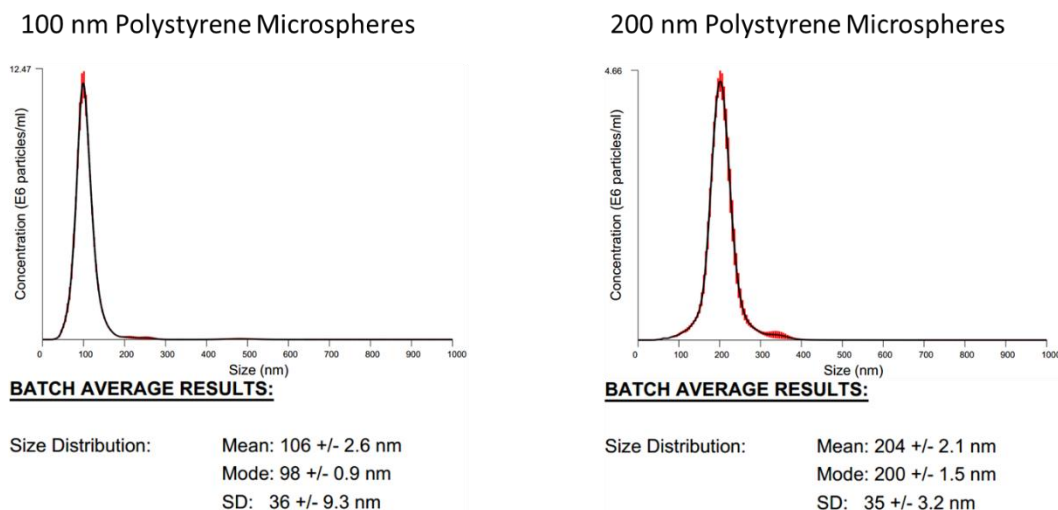 100 nm Polystyrene Microspheres
12.47
Concentration (E6 particles/ml)
0 100 200 300 400 500 600 700 800 900 1000
Size (nm)
BATCH AVERAGE RESULTS:
Size Distribution: Mean: 106 +/- 2.6 nm
Mode: 98 +/- 0.9 nm
SD: 36 +/- 9.3 nm
200 nm Polystyrene Microspheres
4.66
Concentration (E6 particles/ml)
0 100 200 300 400 500 600 700 800 900 1000
Size (nm)
BATCH AVERAGE RESULTS:
Size Distribution: Mean: 204 +/- 2.1 nm
Mode: 200 +/- 1.5 nm
SD: 35 +/- 3.2 nm